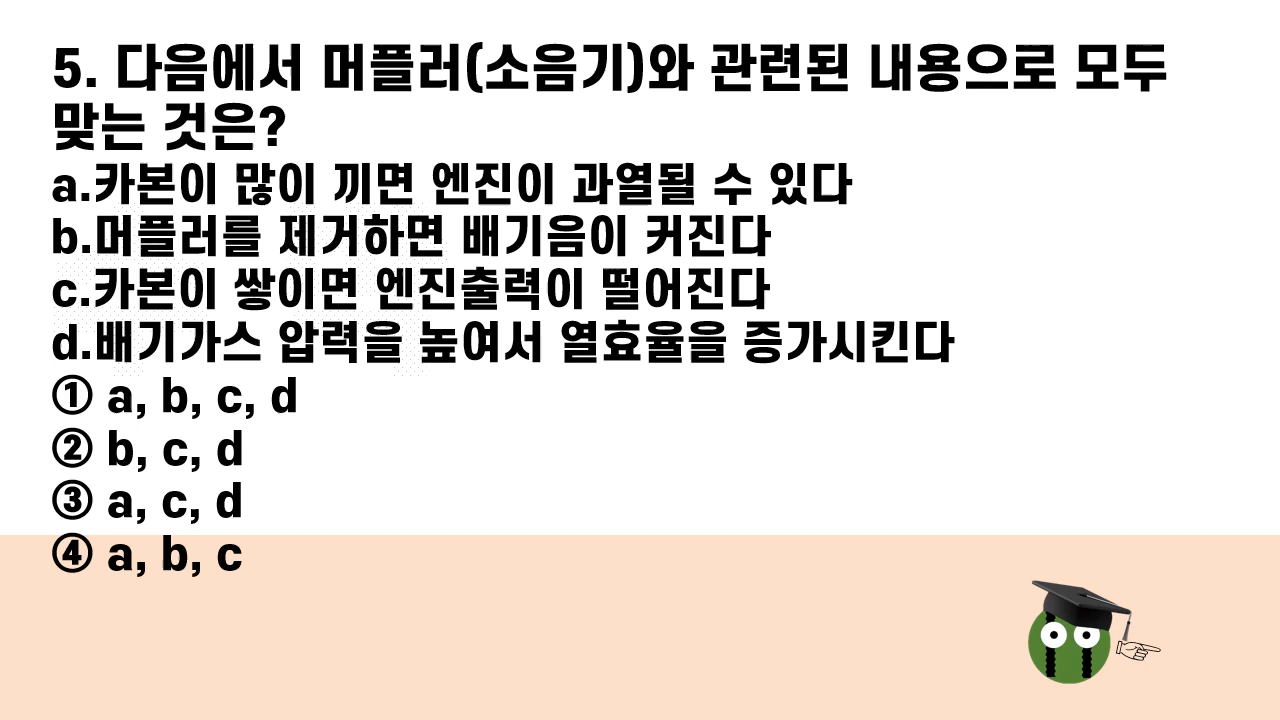 5. 다음에서 머플러(소음기)와 관련된 내용으로 모두
맞는 것은?
a.카본이 많이 끼면 엔진이 과열될 수 있다
b.머플러를 제거하면 배기음이 커진다
c.카본이 쌓이면 엔진출력이 떨어진다
d.배기가스 압력을 높여서 열효율을 증가시킨다
① a, b, c, d
② b, c, d
③ a, c, d
④ a, b, c